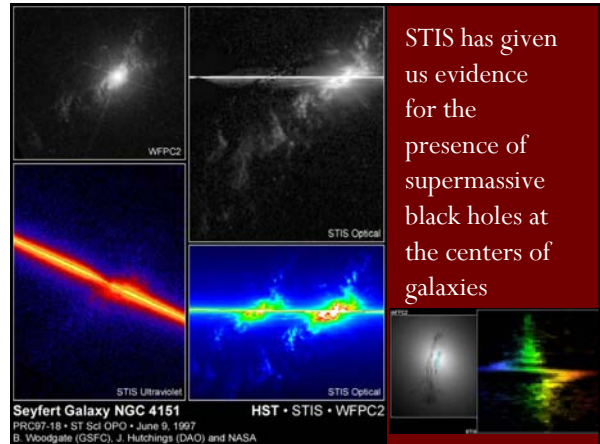 WFPC2
STIS Optical
STIS Ultraviolet
STIS Optical
Seyfert Galaxy NGC 4151
HST • STIS • WFPC2
PRC97-18 • ST ScI OPO • June 9, 1997
B. Woodgate (GSFC), J. Hutchings (DAO) and NASA
STIS has given
us evidence
for the
presence of
supermassive
black holes at
the centers of
galaxies
WFPC2
STIS